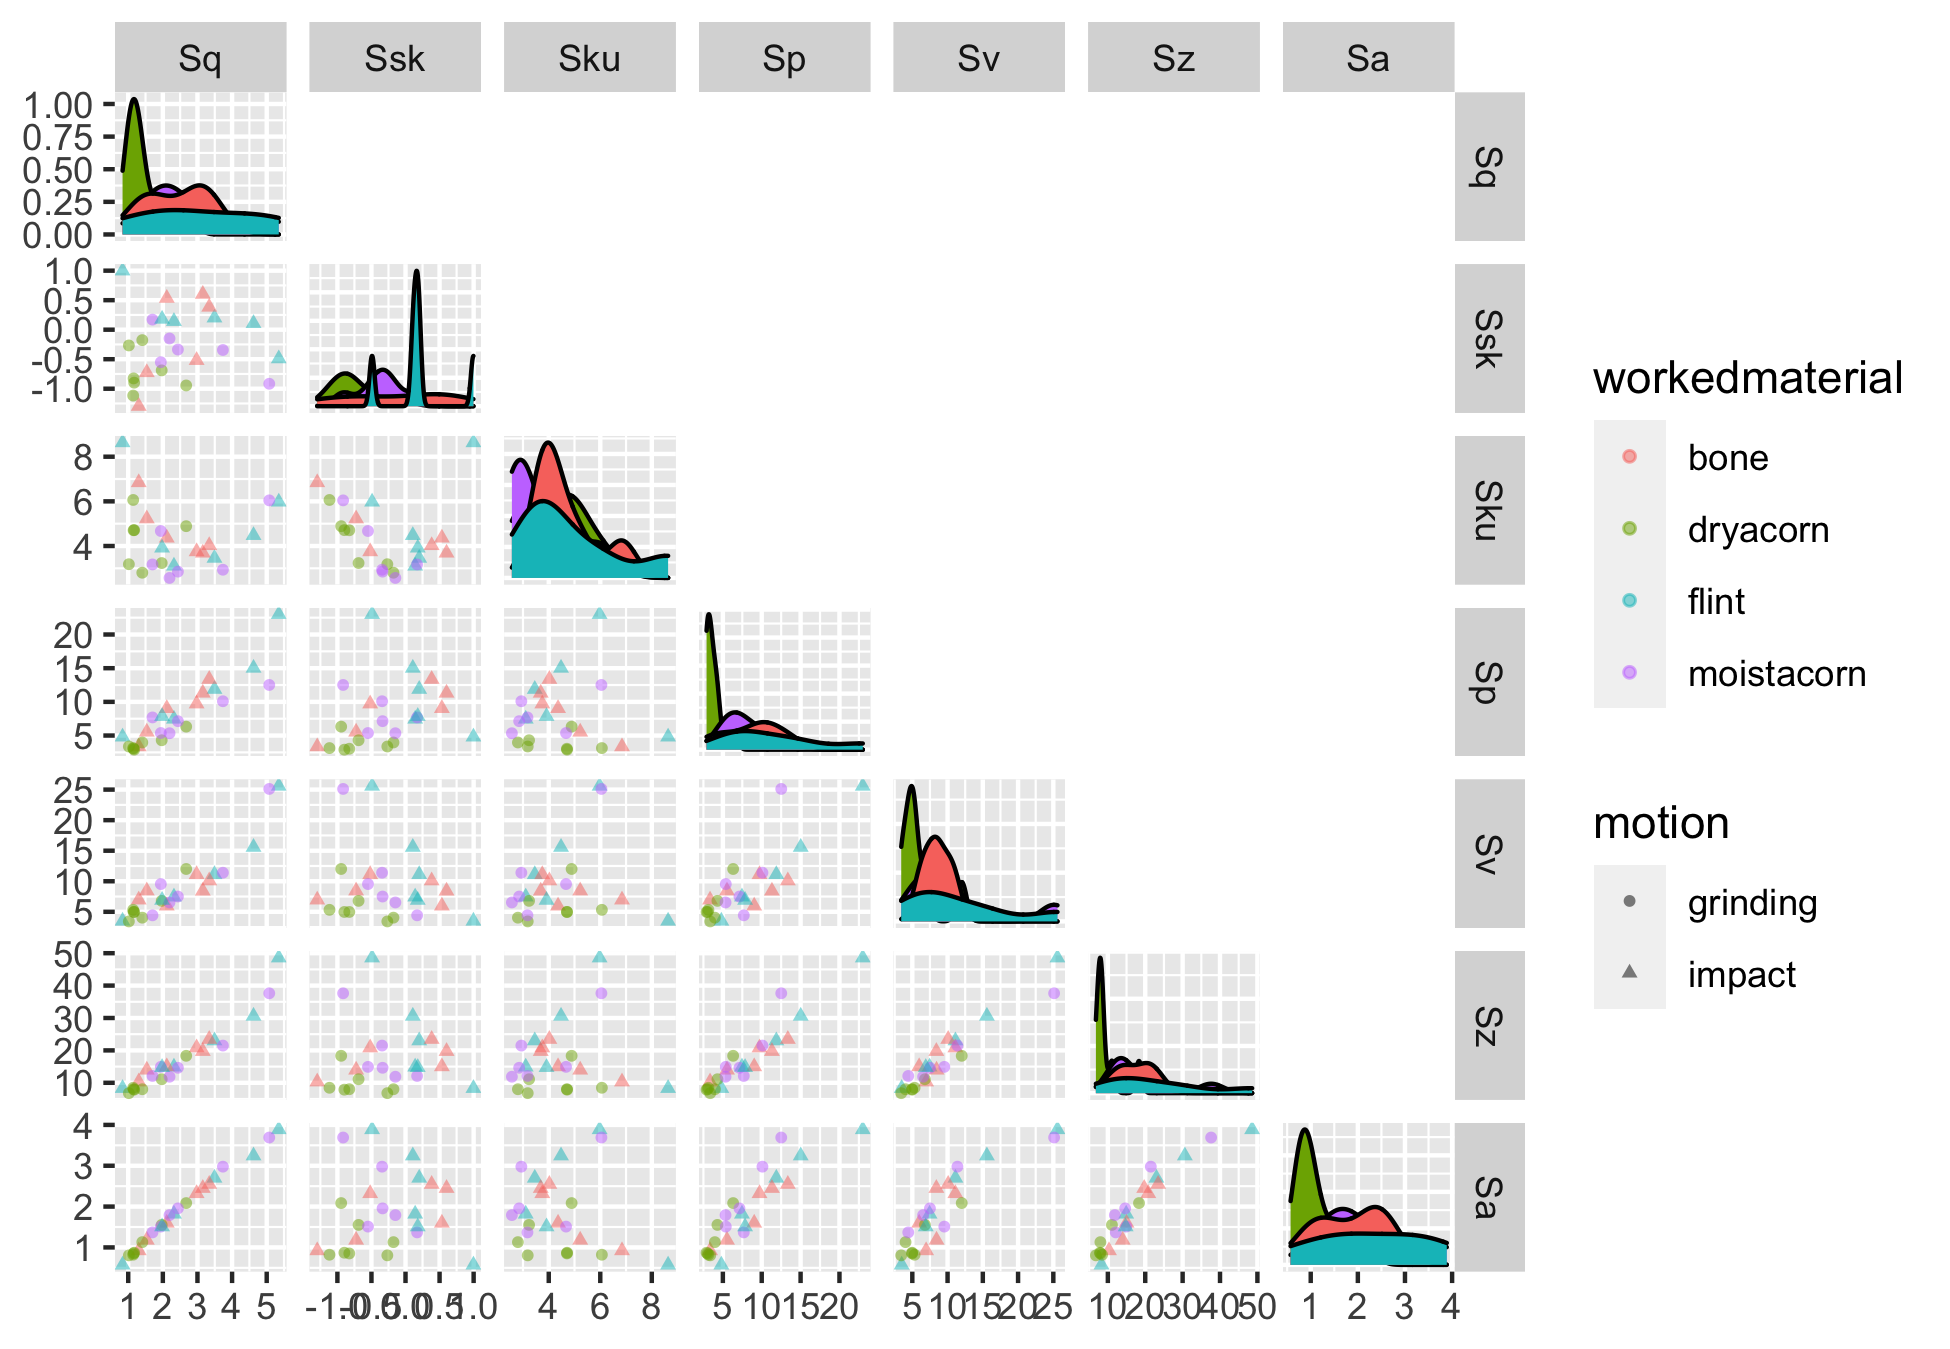 Sq Ssk Sku Sp Sv Sz Sa
1.00
0.75
0.50
0.25
0.00
Sq
1.0
0.5
0.0
-0.5
-1.0
Ssk
8
6
4
Sku
20
15
10
5
Sp
25
20
15
10
5
Sv
50
40
30
20
10
Sz
4
3
2
1
Sa
1 2 3 4 5
-1.0 -0.5 0.0 0.5 1.0
4 6 8
5 10 15 20
5 10 15 20 25
10 20 30 40 50
1 2 3 4
workedmaterial
bone
dryacorn
flint
moistacorn
motion
grinding
impact